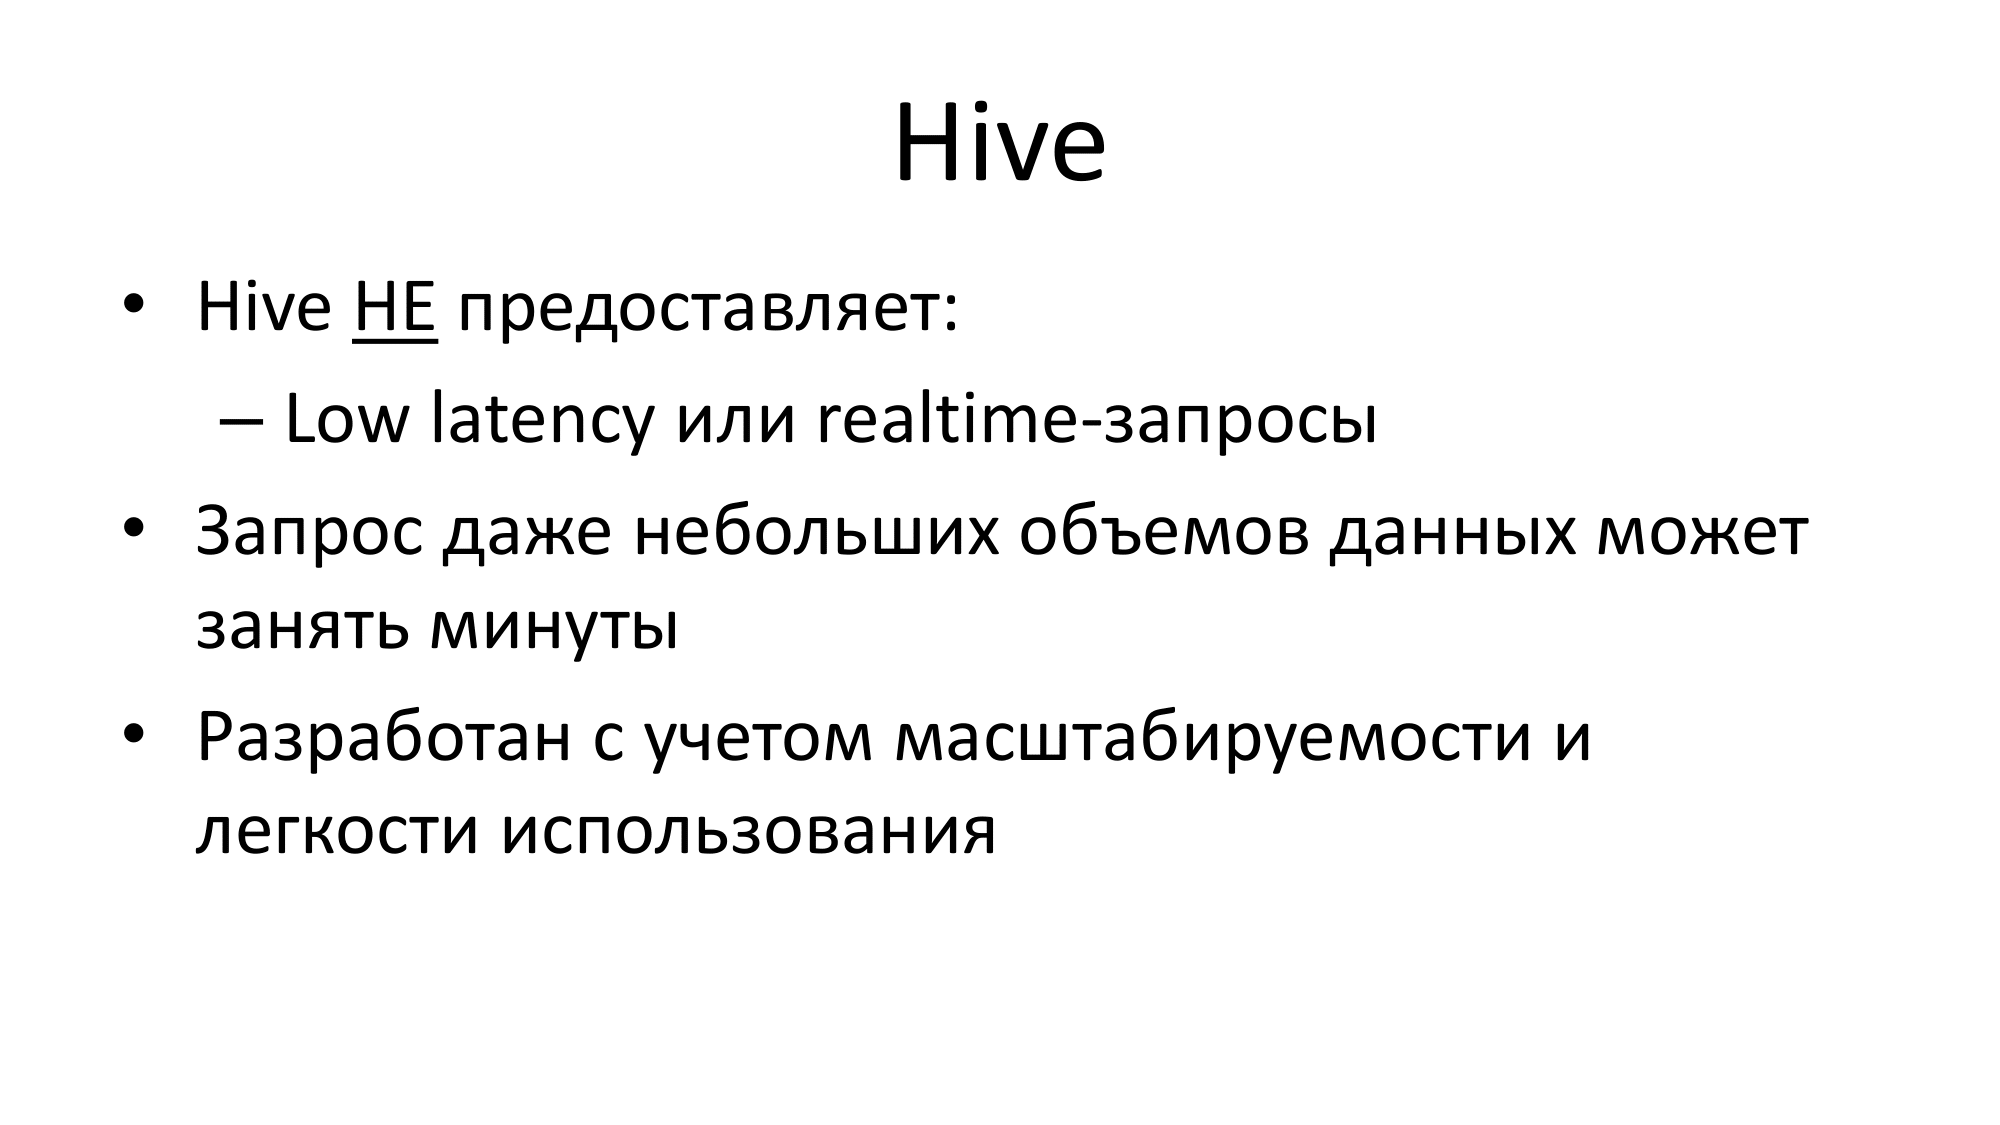 Hive
• Hive НЕ предоставляет:
– Low latency или realtime-запросы
• Запрос даже небольших объемов данных может
занять минуты
• Разработан с учетом масштабируемости и
легкости использования